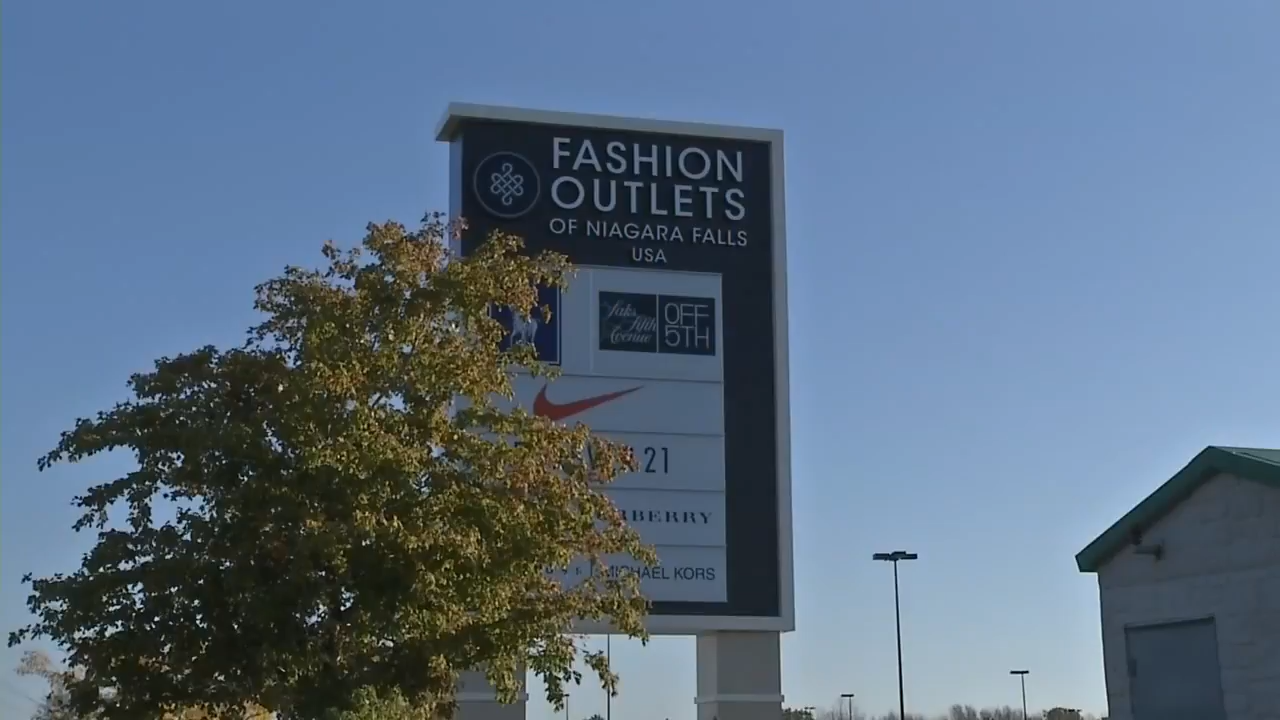 FASHION
OUTLETS
OF NIAGARA FALLS
USA
Saks
Fifth
Avenue
OFF
5TH
21
BERRY
MICHAEL KORS